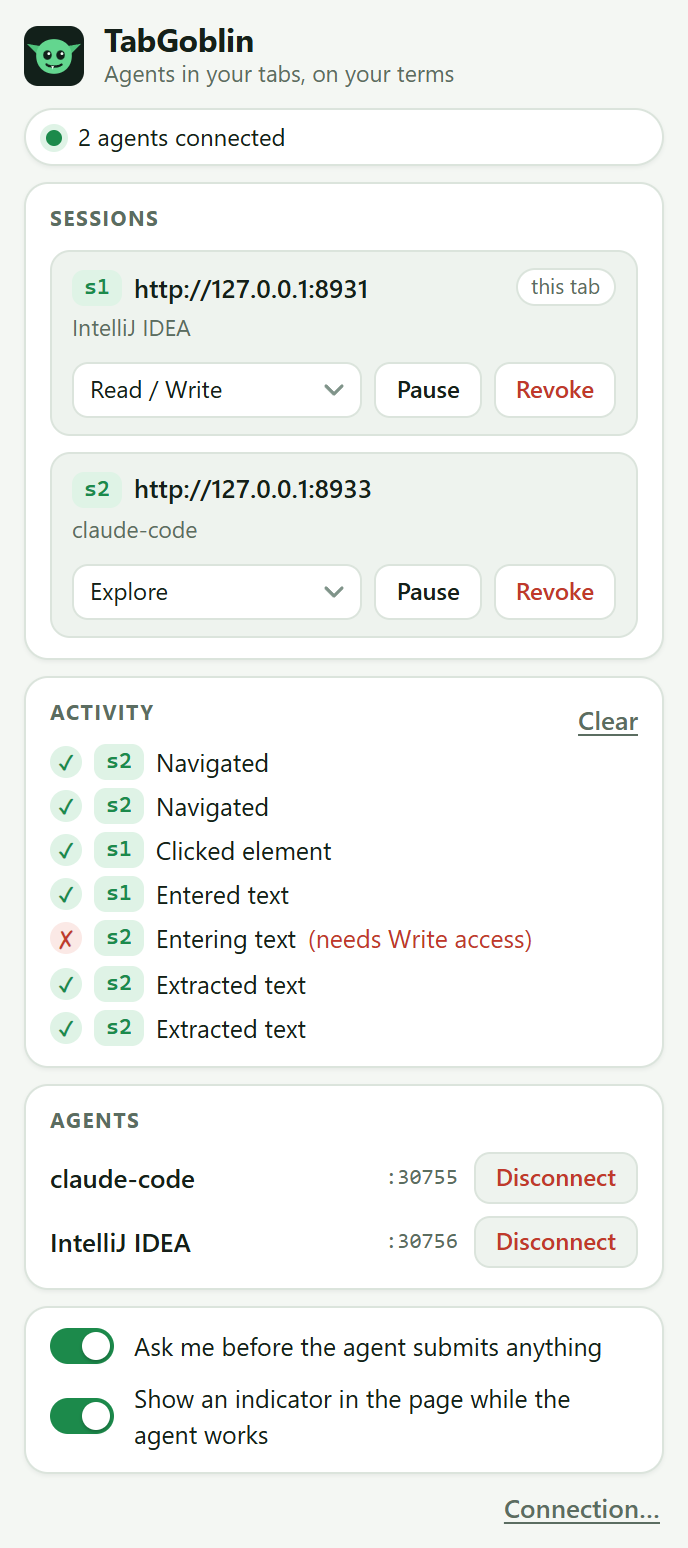 TabGoblin
Agents in your tabs, on your terms
2 agents connected
SESSIONS
s1 http://127.0.0.1:8931 this tab
IntelliJ IDEA
Read / Write Pause Revoke
s2 http://127.0.0.1:8933
claude-code
Explore Pause Revoke
ACTIVITY Clear
✓ s2 Navigated
✓ s2 Navigated
✓ s1 Clicked element
✓ s1 Entered text
✗ s2 Entering text (needs Write access)
✓ s2 Extracted text
✓ s2 Extracted text
AGENTS
claude-code :30755 Disconnect
IntelliJ IDEA :30756 Disconnect
Ask me before the agent submits anything
Show an indicator in the page while the
agent works
Connection...